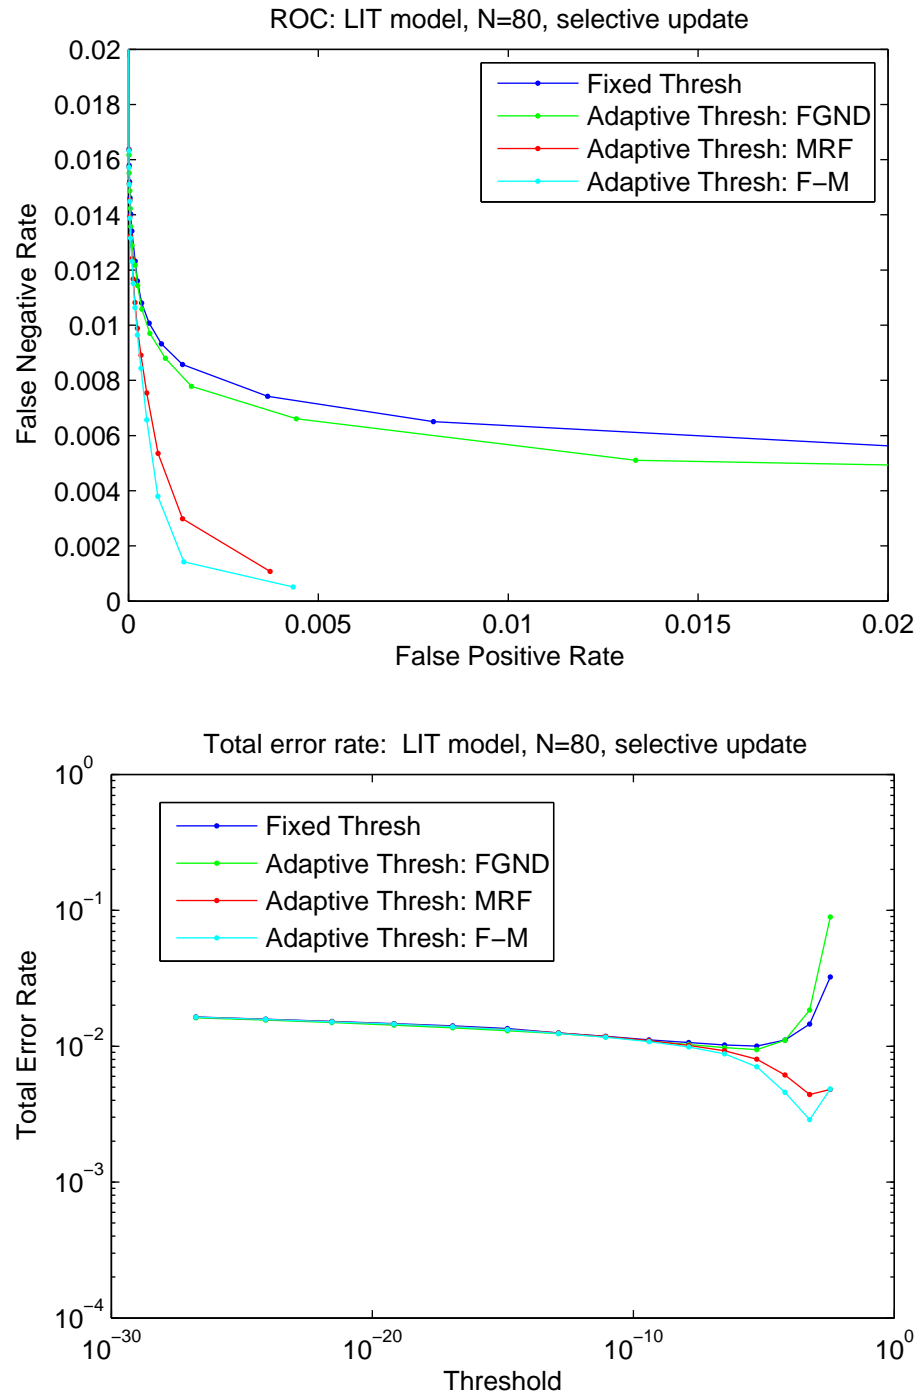 ROC: LIT model, N=80, selective update
0.02
0.018
0.016
0.014
0.012
0.01
0.008
0.006
0.004
0.002
0
False Negative Rate
Fixed Thresh
Adaptive Thresh: FGND
Adaptive Thresh: MRF
Adaptive Thresh: F−M
0 0.005 0.01 0.015 0.02
False Positive Rate
Total error rate: LIT model, N=80, selective update
10^0
10^−1
10^−2
10^−3
10^−4
Total Error Rate
Fixed Thresh
Adaptive Thresh: FGND
Adaptive Thresh: MRF
Adaptive Thresh: F−M
10^−30 10^−20 10^−10 10^0
Threshold